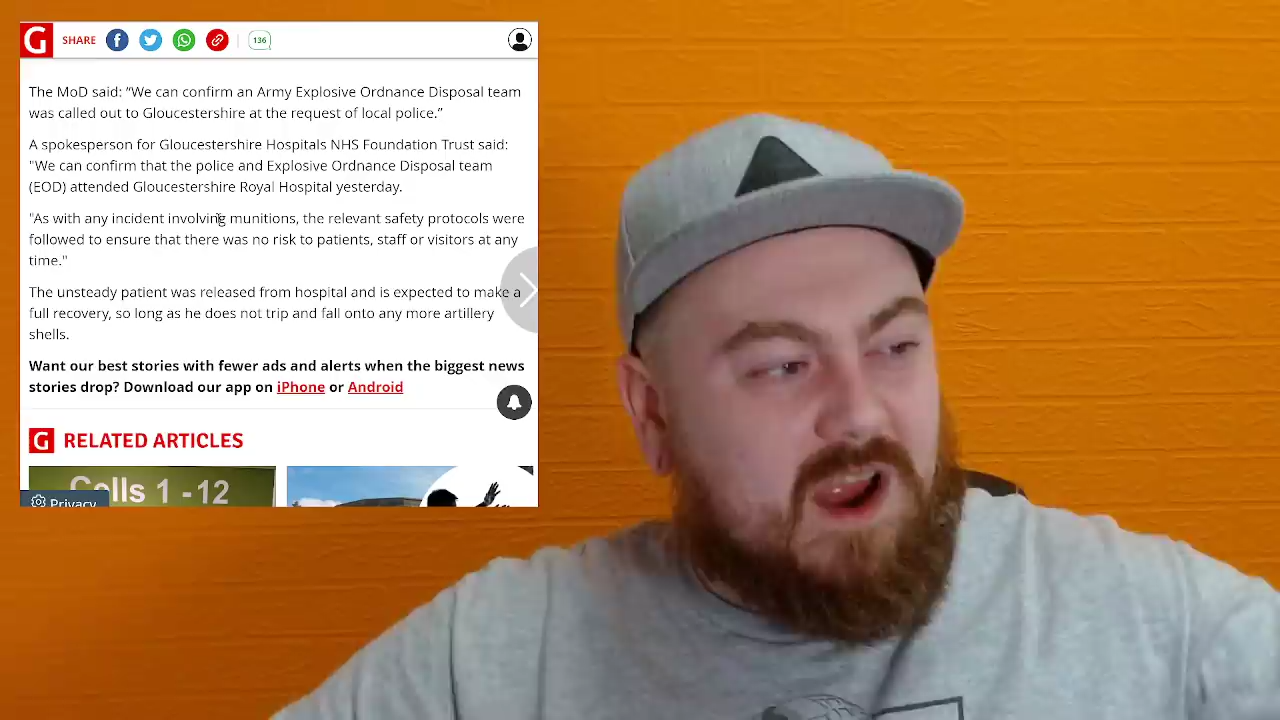 G SHARE 136
The MoD said: “We can confirm an Army Explosive Ordnance Disposal team
was called out to Gloucestershire at the request of local police.”
A spokesperson for Gloucestershire Hospitals NHS Foundation Trust said:
"We can confirm that the police and Explosive Ordnance Disposal team
(EOD) attended Gloucestershire Royal Hospital yesterday.
"As with any incident involving munitions, the relevant safety protocols were
followed to ensure that there was no risk to patients, staff or visitors at any
time."
The unsteady patient was released from hospital and is expected to make a
full recovery, so long as he does not trip and fall onto any more artillery
shells.
Want our best stories with fewer ads and alerts when the biggest news
stories drop? Download our app on iPhone or Android
G RELATED ARTICLES
Cells 1 - 12
Privacy